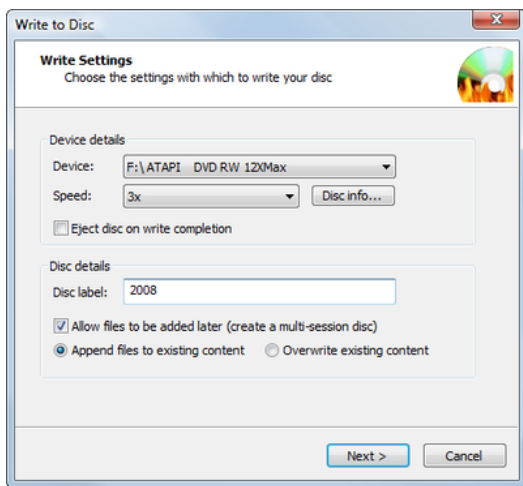 Write to Disc
Write Settings
Choose the settings with which to write your disc
Device details
Device: F:\ATAPI DVD RW 12XMax
Speed: 3x Disc info...
Eject disc on write completion
Disc details
Disc label: 2008
Allow files to be added later (create a multi-session disc)
Append files to existing content Overwrite existing content
Next > Cancel